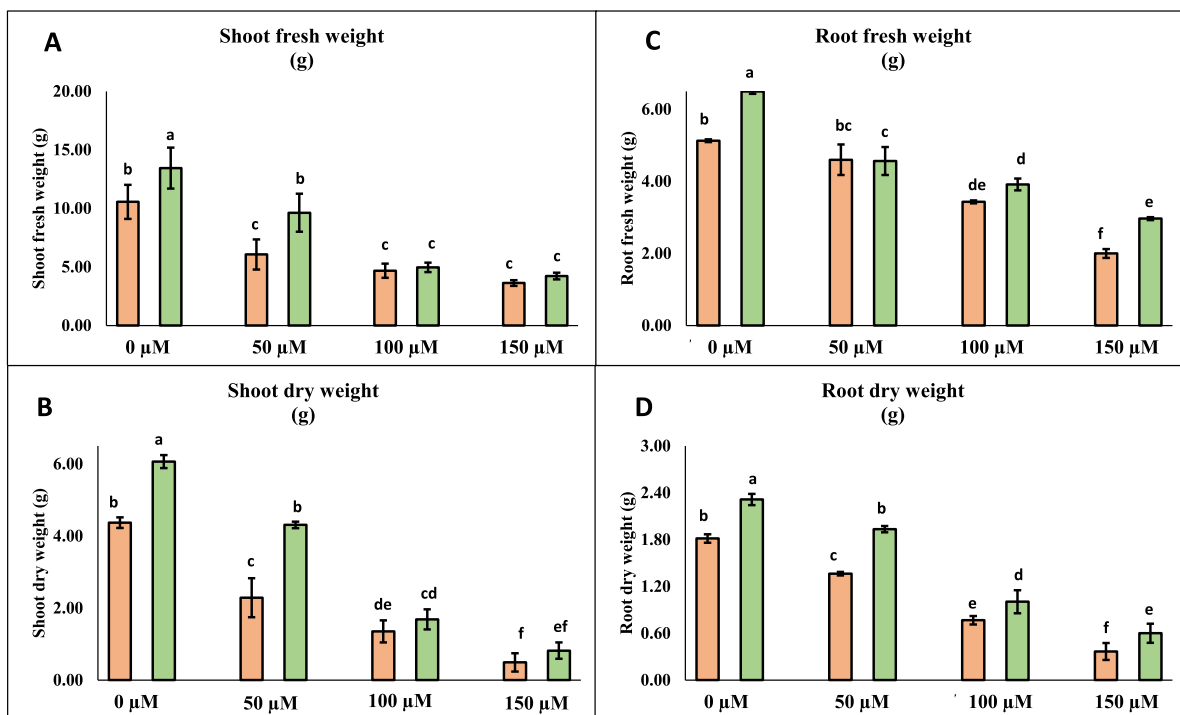 A
Shoot fresh weight
(g)
Shoot fresh weight (g)
20.00
15.00
10.00
5.00
0.00
b
a
c
b
c
c
c
c
0 µM
50 µM
100 µM
150 µM
C
Root fresh weight
(g)
Root fresh weight (g)
6.00
4.00
2.00
0.00
b
a
bc
c
de
d
f
e
0 µM
50 µM
100 µM
150 µM
B
Shoot dry weight
(g)
Shoot dry weight (g)
6.00
4.00
2.00
0.00
b
a
c
b
de
cd
f
ef
0 µM
50 µM
100 µM
150 µM
D
Root dry weight
(g)
Root dry weight (g)
3.00
2.40
1.80
1.20
0.60
0.00
b
a
c
b
e
d
f
e
0 µM
50 µM
100 µM
150 µM